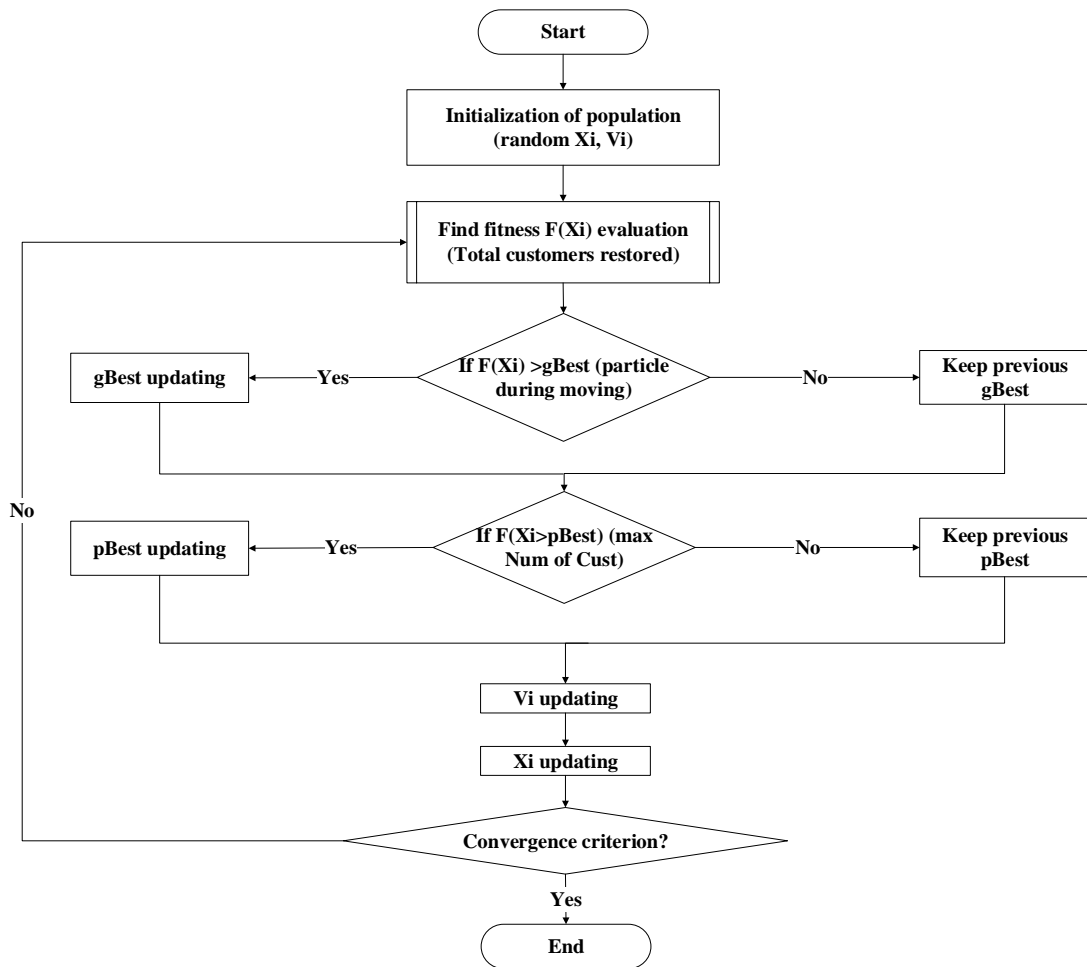 Start
Initialization of population
(random Xi, Vi)
Find fitness F(Xi) evaluation
(Total customers restored)
If F(Xi) >gBest (particle
during moving)
gBest updating
Yes
No
Keep previous
gBest
No
If F(Xi>pBest) (max
Num of Cust)
pBest updating
Yes
No
Keep previous
pBest
Vi updating
Xi updating
Convergence criterion?
Yes
End